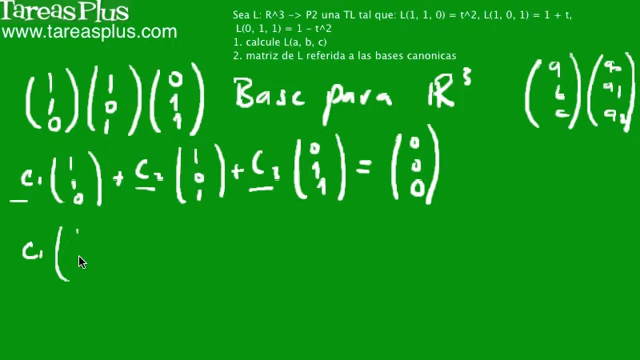 TareasPlus
www.tareasplus.com
Sea L: R^3 -> P2 una TL tal que: L(1, 1, 0) = t^2, L(1, 0, 1) = 1 + t,
L(0, 1, 1) = 1 - t^2
1. calcule L(a, b, c)
2. matriz de L referida a las bases canonicas
(1 1 0) (1 0 1) (0 1 1) Base para ℝ³ (a b c) (a₀ a₁ a₂)
c₁ (1 1 0) + c₂ (1 0 1) + c₃ (0 1 1) = (0 0 0)
c₁ ( 1